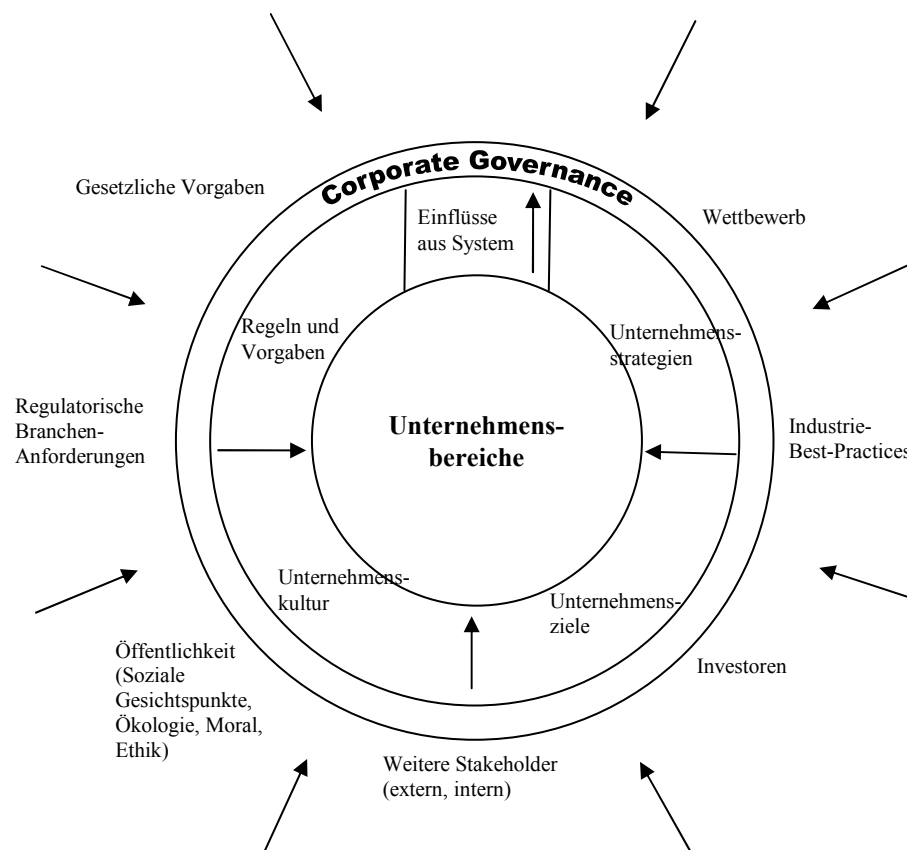 Corporate Governance
Gesetzliche Vorgaben
Einflüsse
aus System
Wettbewerb
Regeln und
Vorgaben
Unternehmens-
strategien
Regulatorische
Branchen-
Anforderungen
Unternehmens-
bereiche
Industrie-
Best-Practices
Unternehmens-
kultur
Unternehmens-
ziele
Öffentlichkeit
(Soziale
Gesichtspunkte,
Ökologie, Moral,
Ethik)
Investoren
Weitere Stakeholder
(extern, intern)